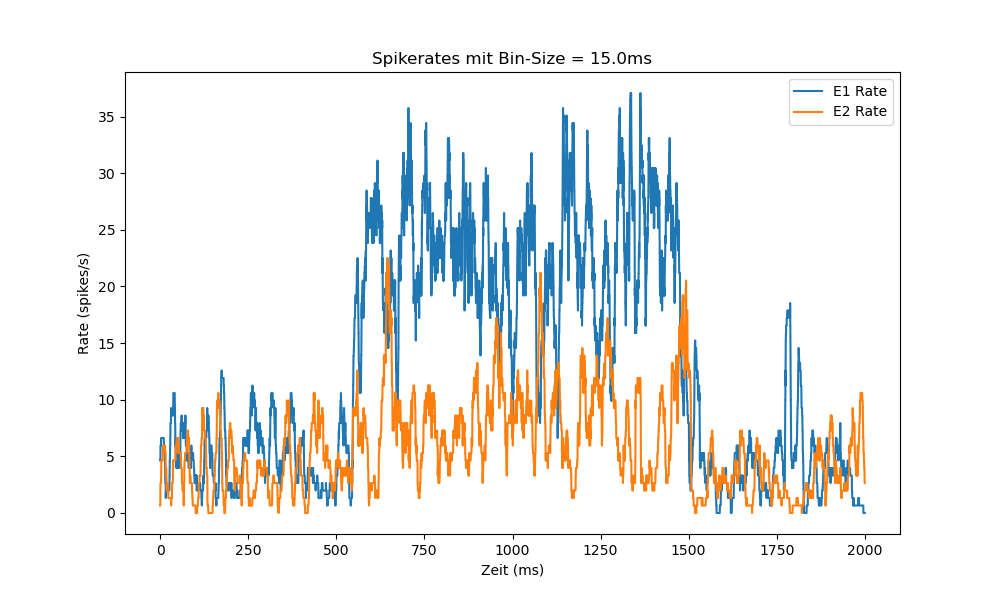 Spikerates mit Bin-Size = 15.0ms
E1 Rate
E2 Rate
35
30
25
20
15
10
5
0
Rate (spikes/s)
0 250 500 750 1000 1250 1500 1750 2000
Zeit (ms)